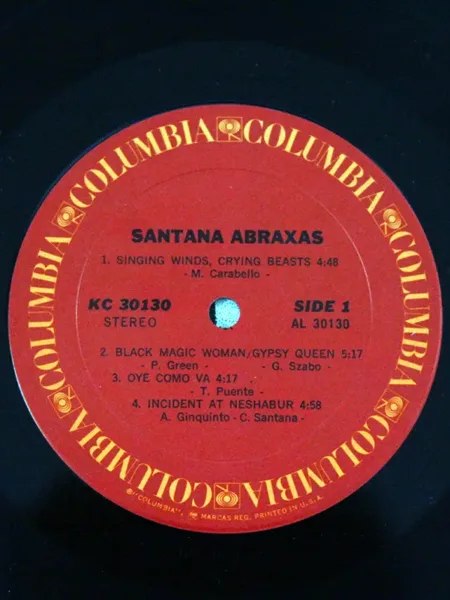 COLUMBIA COLUMBIA COLUMBIA COLUMBIA COLUMBIA COLUMBIA
SANTANA ABRAXAS
1. SINGING WINDS, CRYING BEASTS 4:48
- M. Carabello -
KC 30130 SIDE 1
STEREO AL 30130
2. BLACK MAGIC WOMAN/GYPSY QUEEN 5:17
- P. Green - - G. Szabo -
3. OYE COMO VA 4:17
- T. Puente -
4. INCIDENT AT NESHABUR 4:58
A. Ginquinto - C. Santana -
℗ "COLUMBIA", MARCAS REG. PRINTED IN U.S.A.